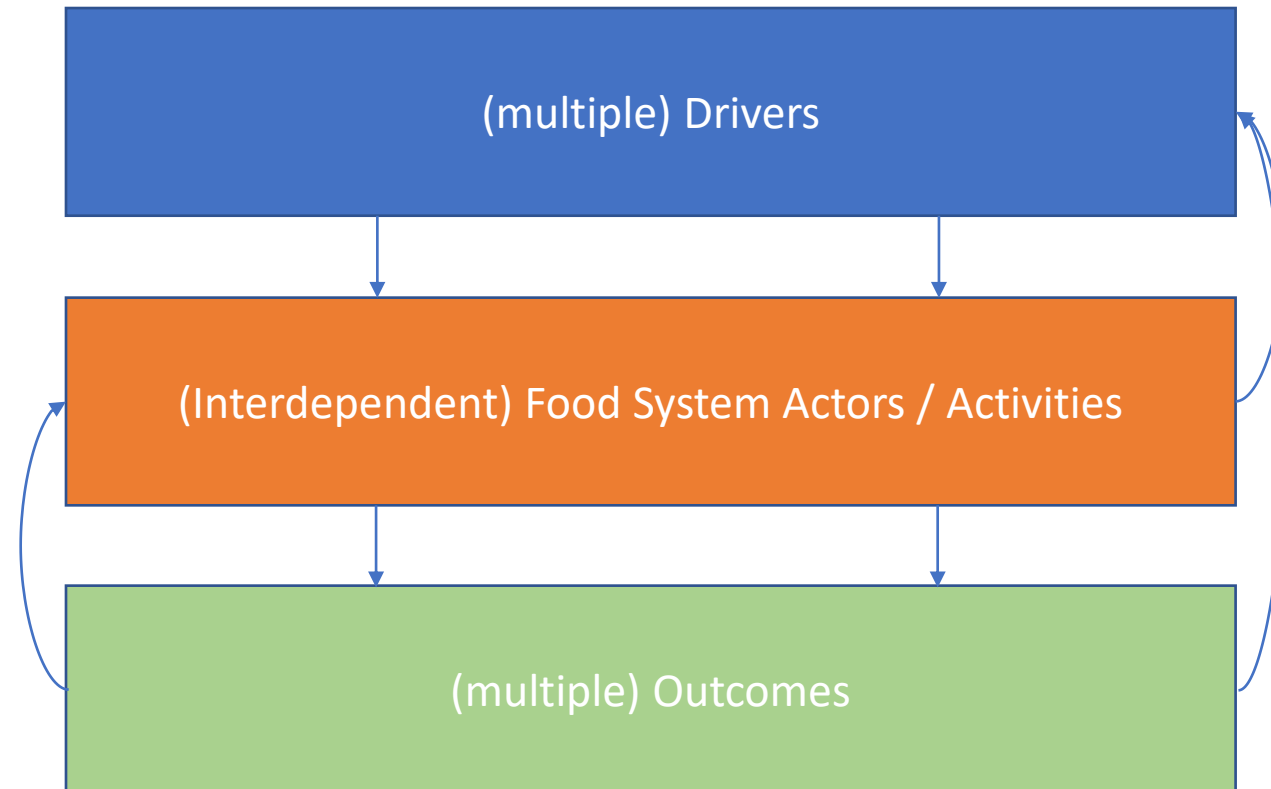 (multiple) Drivers
(Interdependent) Food System Actors / Activities
(multiple) Outcomes